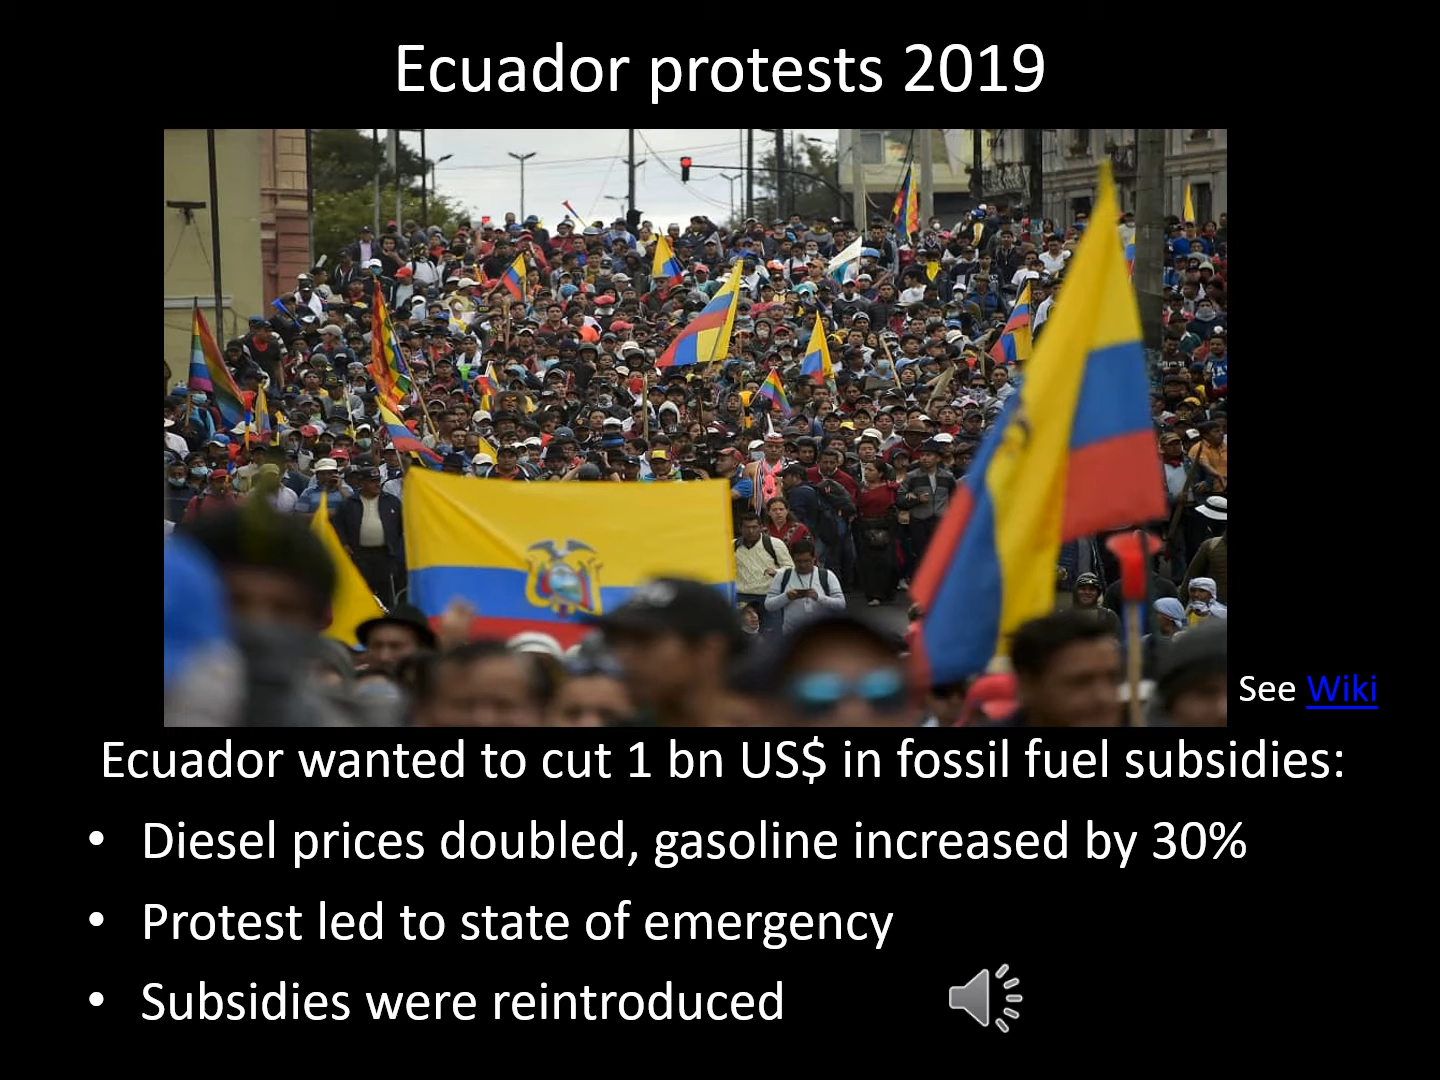 Ecuador protests 2019
See Wiki
Ecuador wanted to cut 1 bn US$ in fossil fuel subsidies:
• Diesel prices doubled, gasoline increased by 30%
• Protest led to state of emergency
• Subsidies were reintroduced